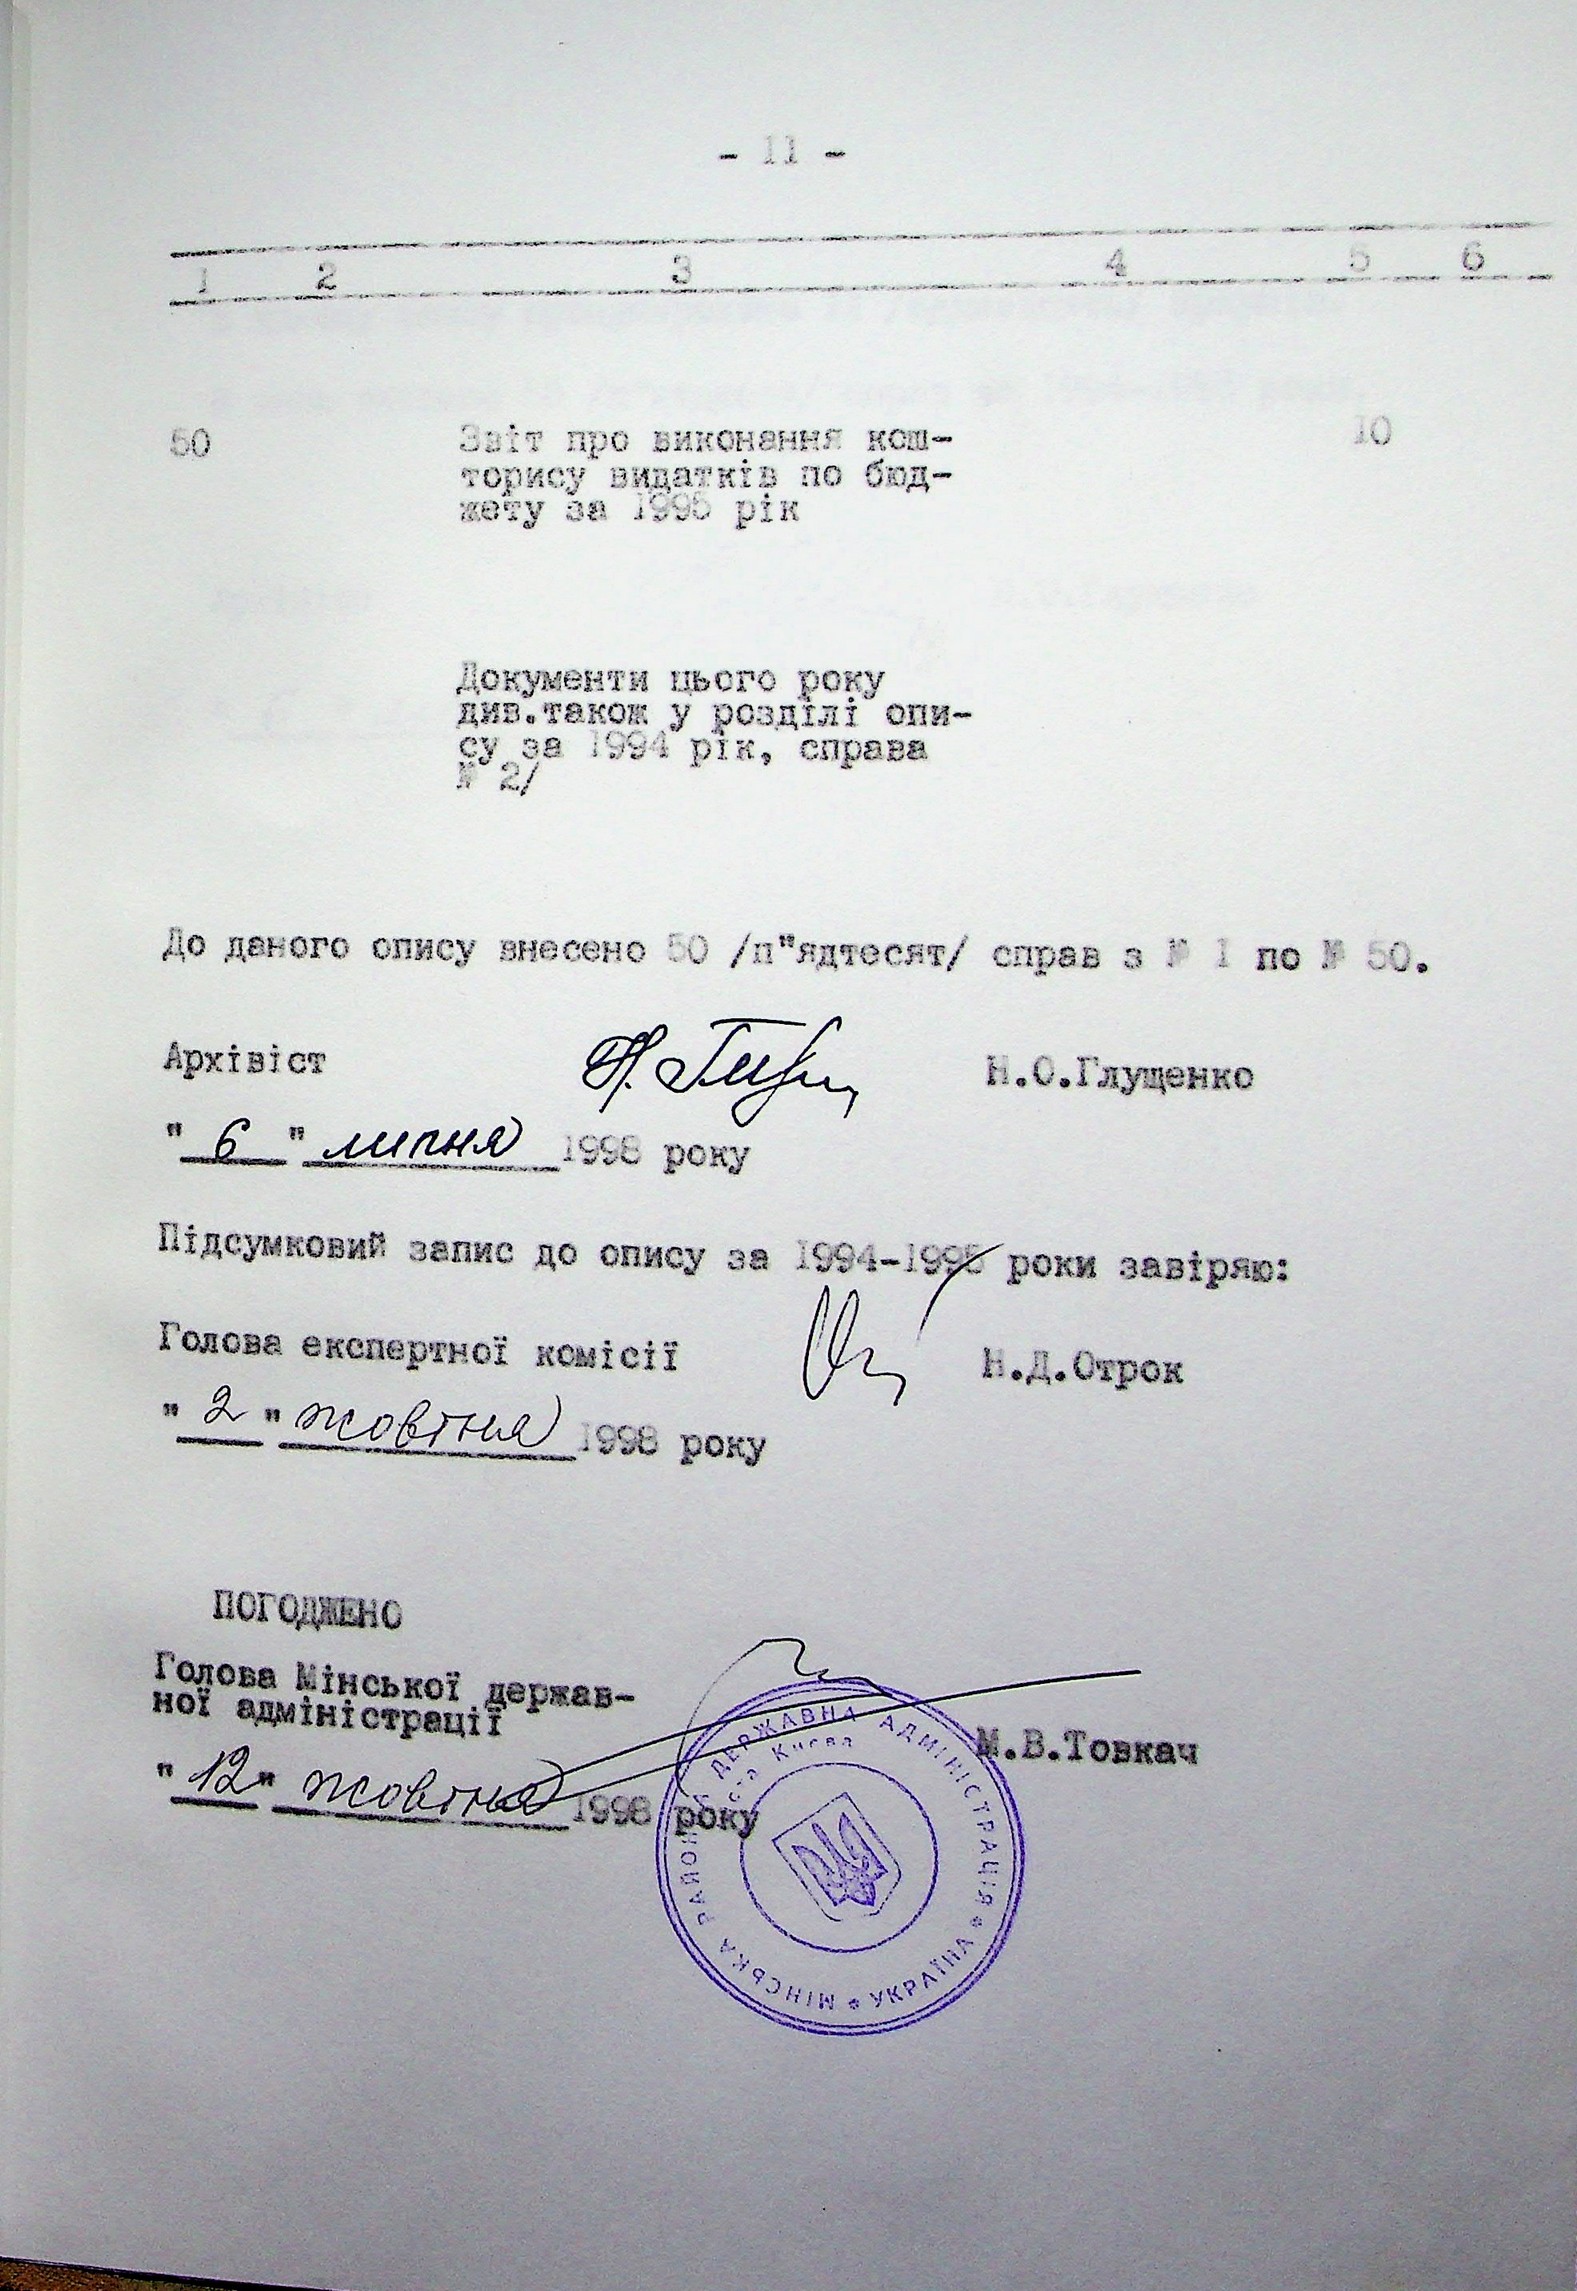 - 11 -
1 2 3 4 5 6
50 Звіт про виконання кош- 10
торису видатків по бюд-
жету за 1995 рік
Документи цього року
див.також у розділі опи-
су за 1994 рік, справа
№ 2/
До даного опису внесено 50 /п"ядтесят/ справ з № 1 по № 50.
Архівіст Н.О.Глущенко
" 6 " липня 1998 року
Підсумковий запис до опису за 1994-1995 роки завіряю:
Голова експертної комісії Н.Д.Отрок
" 2 " жовтня 1998 року
ПОГОДЖЕНО
Голова Мінської держав-
ної адміністрації М.В.Товкач
" 12 " жовтня 1998 року
МІНСЬКА РАЙОННА ДЕРЖАВНА АДМІНІСТРАЦІЯ * УКРАЇНА *
міста Києва